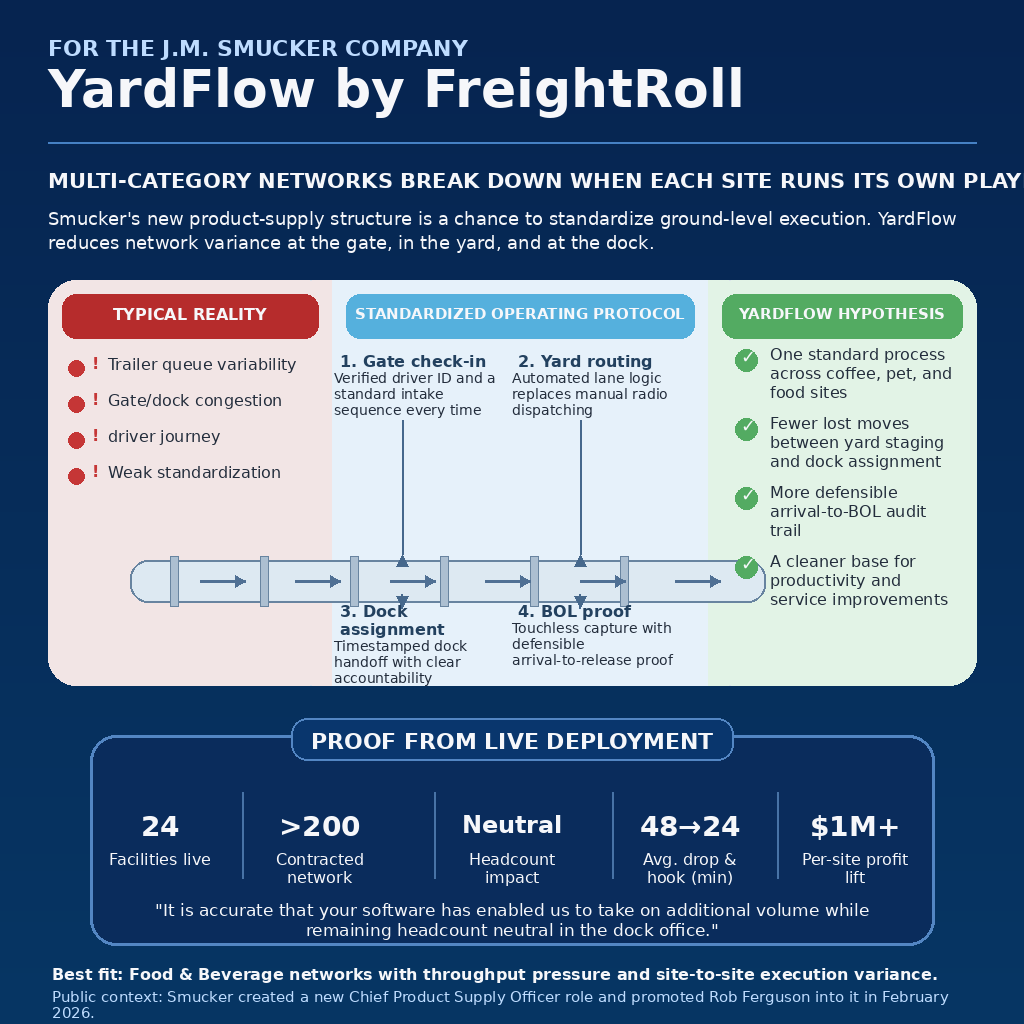 FOR THE J.M. SMUCKER COMPANY
YardFlow by FreightRoll
MULTI-CATEGORY NETWORKS BREAK DOWN WHEN EACH SITE RUNS ITS OWN PLAY
Smucker's new product-supply structure is a chance to standardize ground-level execution. YardFlow
reduces network variance at the gate, in the yard, and at the dock.
TYPICAL REALITY
! Trailer queue variability
! Gate/dock congestion
! driver journey
! Weak standardization
STANDARDIZED OPERATING PROTOCOL
1. Gate check-in
Verified driver ID and a
standard intake
sequence every time
2. Yard routing
Automated lane logic
replaces manual radio
dispatching
3. Dock
assignment
Timestamped dock
handoff with clear
accountability
4. BOL proof
Touchless capture with
defensible
arrival-to-release proof
YARDFLOW HYPOTHESIS
✓ One standard process
across coffee, pet, and
food sites
✓ Fewer lost moves
between yard staging
and dock assignment
✓ More defensible
arrival-to-BOL audit
trail
✓ A cleaner base for
productivity and
service improvements
PROOF FROM LIVE DEPLOYMENT
24
Facilities live
>200
Contracted
network
Neutral
Headcount
impact
48→24
Avg. drop &
hook (min)
$1M+
Per-site profit
lift
"It is accurate that your software has enabled us to take on additional volume while
remaining headcount neutral in the dock office."
Best fit: Food & Beverage networks with throughput pressure and site-to-site execution variance.
Public context: Smucker created a new Chief Product Supply Officer role and promoted Rob Ferguson into it in February
2026.